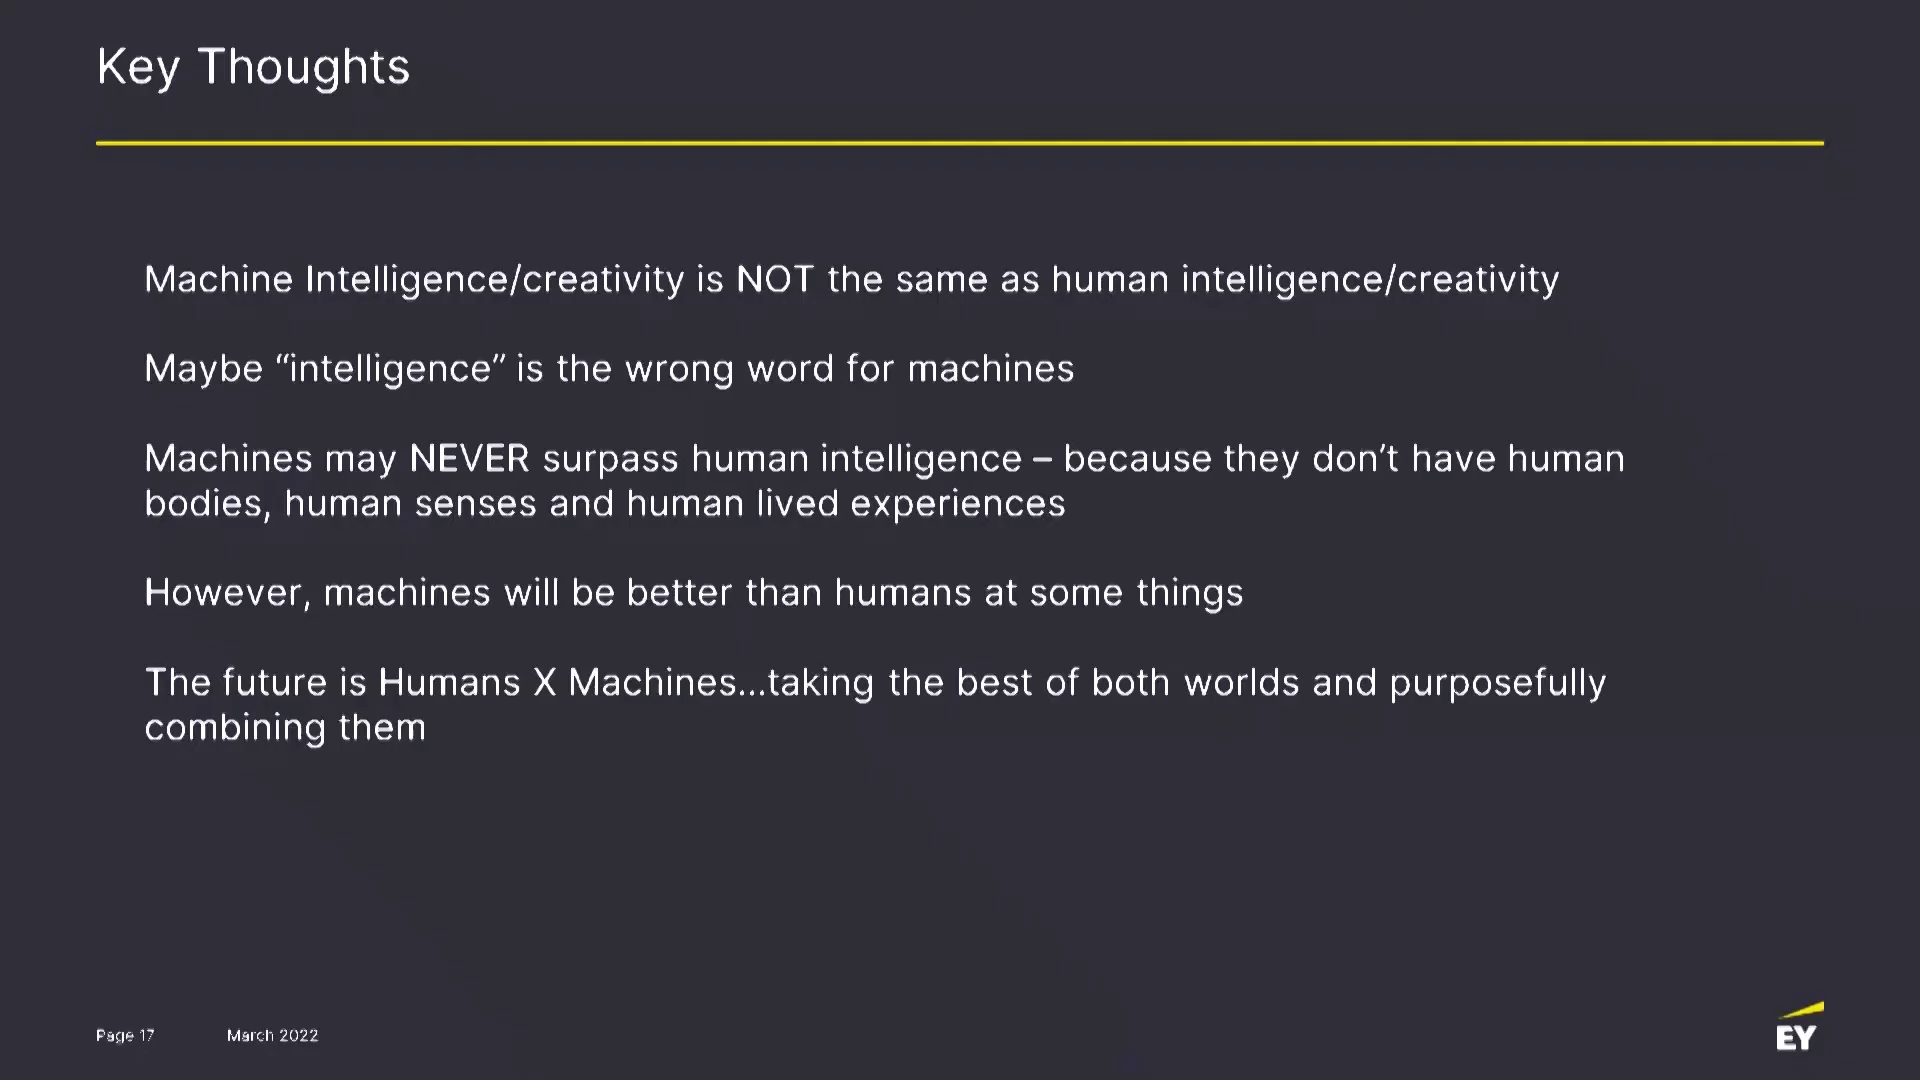 Key Thoughts
Machine Intelligence/creativity is NOT the same as human intelligence/creativity
Maybe “intelligence” is the wrong word for machines
Machines may NEVER surpass human intelligence – because they don’t have human
bodies, human senses and human lived experiences
However, machines will be better than humans at some things
The future is Humans X Machines...taking the best of both worlds and purposefully
combining them
Page 17
March 2022
EY